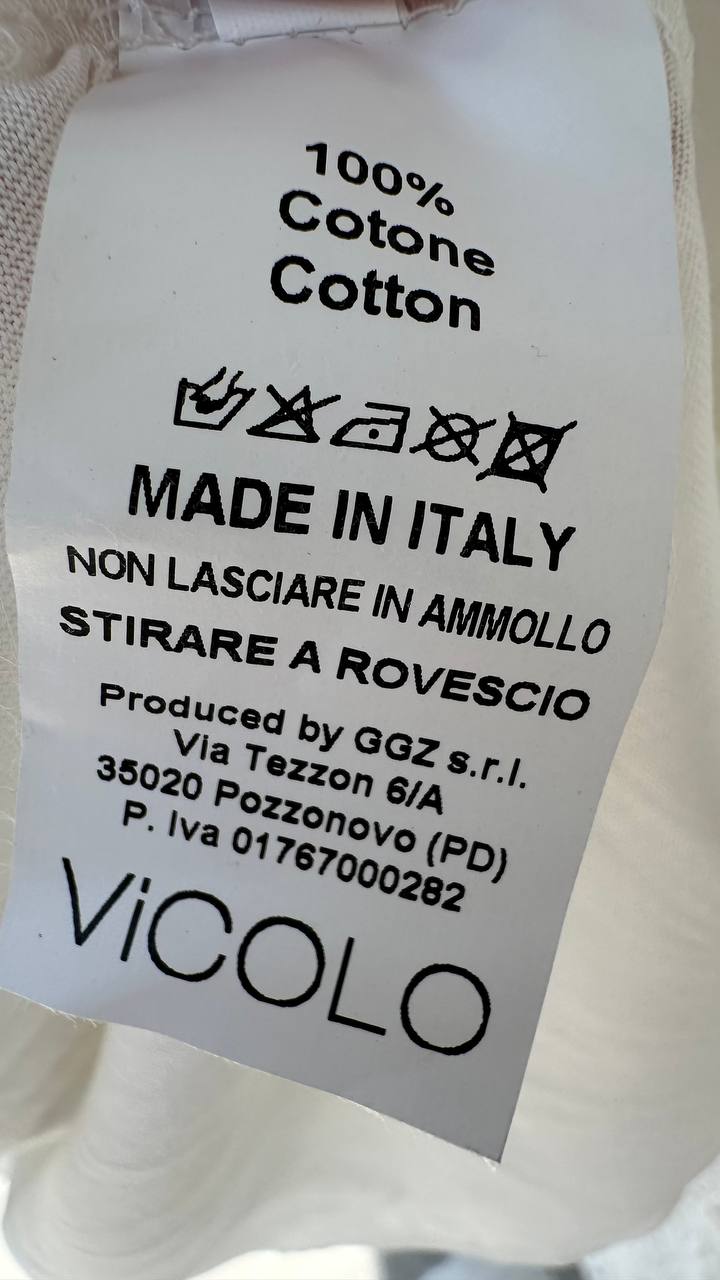 100%
Cotone
Cotton
MADE IN ITALY
NON LASCIARE IN AMMOLLO
STIRARE A ROVESCIO
Produced by GGZ s.r.l.
Via Tezzon 6/A
35020 Pozzonovo (PD)
P. Iva 01767000282
ViCOLO